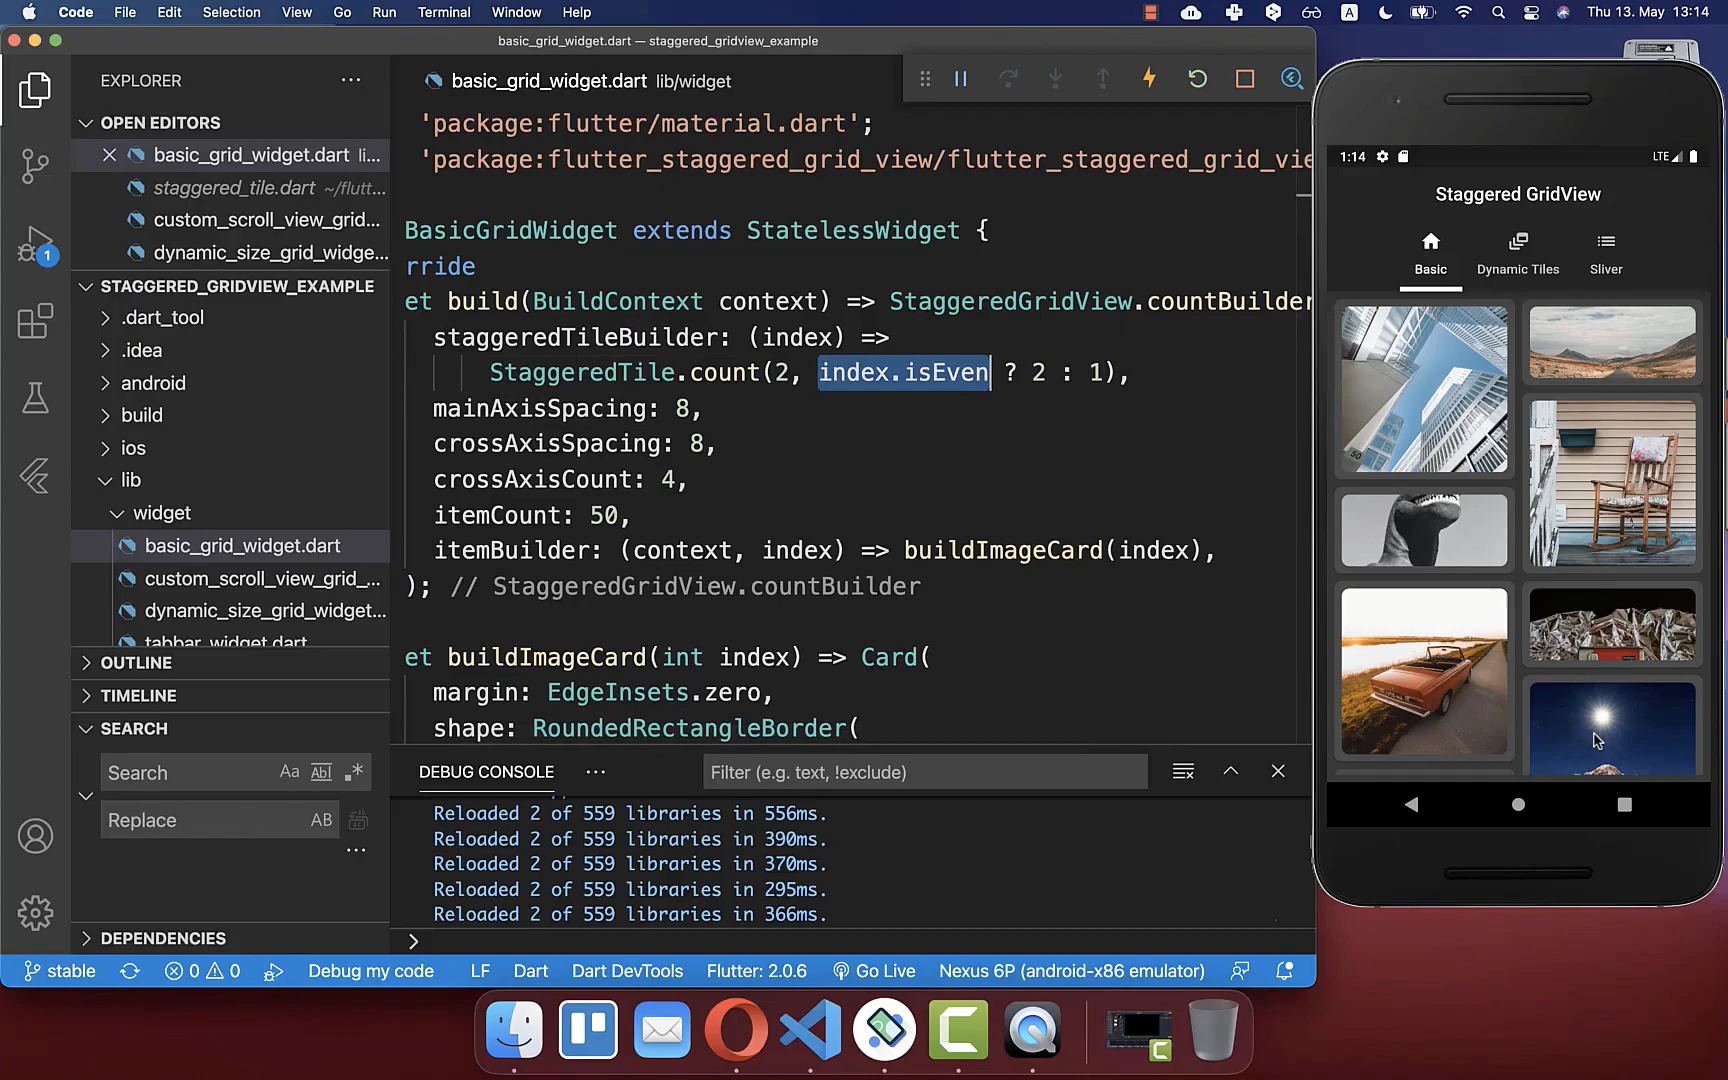 Code File Edit Selection View Go Run Terminal Window Help A Thu 13. May 13:14
basic_grid_widget.dart — staggered_gridview_example
EXPLORER
OPEN EDITORS
basic_grid_widget.dart li...
staggered_tile.dart ~/flutt...
custom_scroll_view_grid...
dynamic_size_grid_widge...
1
STAGGERED_GRIDVIEW_EXAMPLE
.dart_tool
.idea
android
build
ios
lib
widget
basic_grid_widget.dart
custom_scroll_view_grid_...
dynamic_size_grid_widget...
tabbar_widget.dart
OUTLINE
TIMELINE
SEARCH
Search Aa Abl .*
Replace AB
DEPENDENCIES
basic_grid_widget.dart lib/widget
'package:flutter/material.dart';
'package:flutter_staggered_grid_view/flutter_staggered_grid_vie
BasicGridWidget extends StatelessWidget {
rride
et build(BuildContext context) => StaggeredGridView.countBuilder
staggeredTileBuilder: (index) =>
StaggeredTile.count(2, index.isEven ? 2 : 1),
mainAxisSpacing: 8,
crossAxisSpacing: 8,
crossAxisCount: 4,
itemCount: 50,
itemBuilder: (context, index) => buildImageCard(index),
); // StaggeredGridView.countBuilder
et buildImageCard(int index) => Card(
margin: EdgeInsets.zero,
shape: RoundedRectangleBorder(
DEBUG CONSOLE ... Filter (e.g. text, !exclude)
Reloaded 2 of 559 libraries in 556ms.
Reloaded 2 of 559 libraries in 390ms.
Reloaded 2 of 559 libraries in 370ms.
Reloaded 2 of 559 libraries in 295ms.
Reloaded 2 of 559 libraries in 366ms.
stable 0 0 Debug my code LF Dart Dart DevTools Flutter: 2.0.6 Go Live Nexus 6P (android-x86 emulator)
1:14 LTE
Staggered GridView
Basic Dynamic Tiles Sliver
50